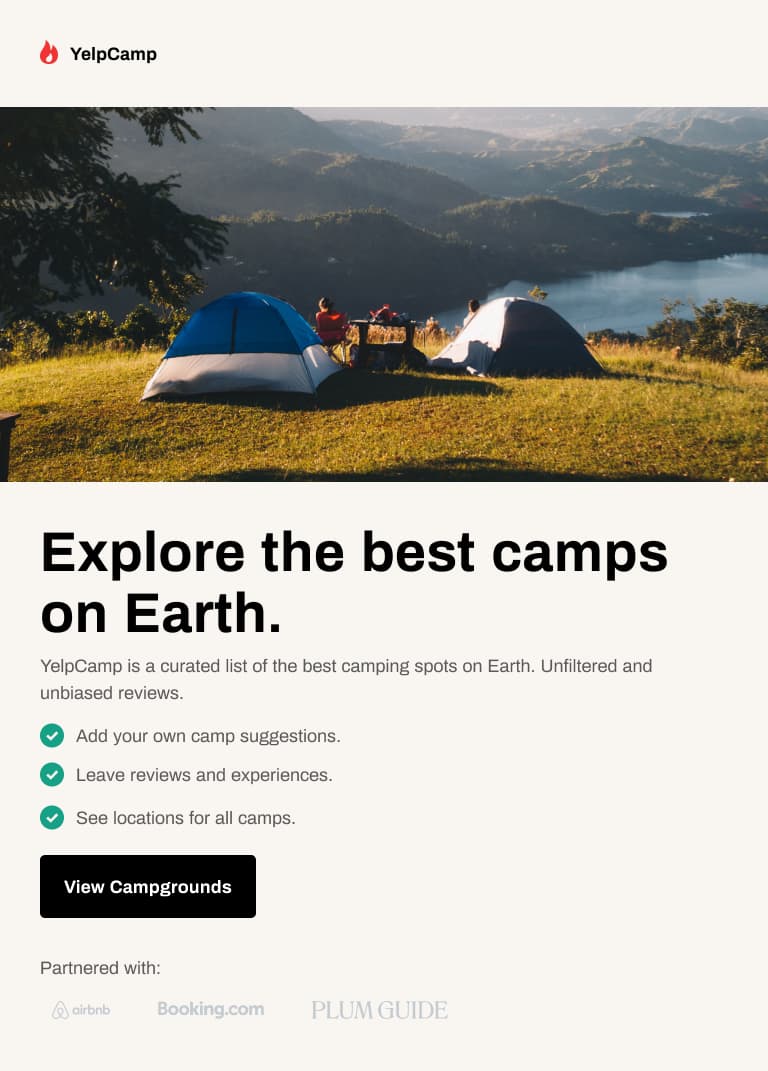 YelpCamp
Explore the best camps
on Earth.
YelpCamp is a curated list of the best camping spots on Earth. Unfiltered and
unbiased reviews.
Add your own camp suggestions.
Leave reviews and experiences.
See locations for all camps.
View Campgrounds
Partnered with:
airbnb Booking.com PLUM GUIDE